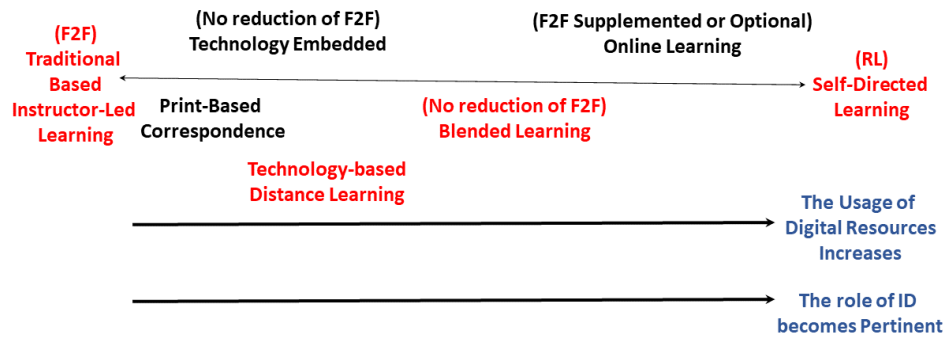 (F2F)
Traditional
Based
Instructor-Led
Learning
(No reduction of F2F)
Technology Embedded
(F2F Supplemented or Optional)
Online Learning
(RL)
Self-Directed
Learning
Print-Based
Correspondence
(No reduction of F2F)
Blended Learning
Technology-based
Distance Learning
The Usage of
Digital Resources
Increases
The role of ID
becomes Pertinent